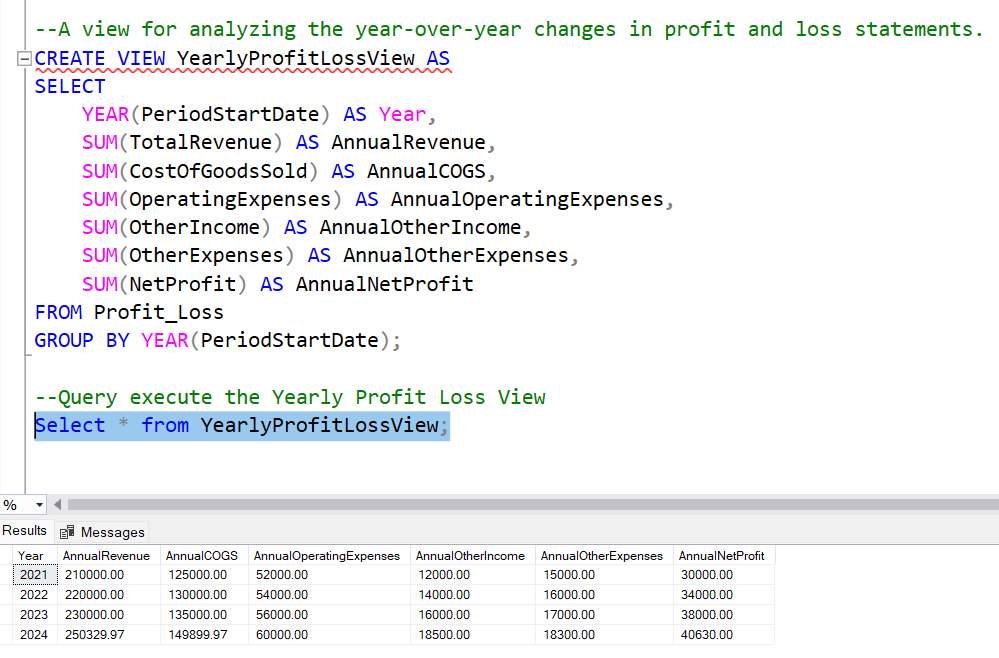 --A view for analyzing the year-over-year changes in profit and loss statements.
CREATE VIEW YearlyProfitLossView AS
SELECT
    YEAR(PeriodStartDate) AS Year,
    SUM(TotalRevenue) AS AnnualRevenue,
    SUM(CostOfGoodsSold) AS AnnualCOGS,
    SUM(OperatingExpenses) AS AnnualOperatingExpenses,
    SUM(OtherIncome) AS AnnualOtherIncome,
    SUM(OtherExpenses) AS AnnualOtherExpenses,
    SUM(NetProfit) AS AnnualNetProfit
FROM Profit_Loss
GROUP BY YEAR(PeriodStartDate);
--Query execute the Yearly Profit Loss View
Select * from YearlyProfitLossView;
%
Results Messages
Year AnnualRevenue AnnualCOGS AnnualOperatingExpenses AnnualOtherIncome AnnualOtherExpenses AnnualNetProfit
2021 210000.00 125000.00 52000.00 12000.00 15000.00 30000.00
2022 220000.00 130000.00 54000.00 14000.00 16000.00 34000.00
2023 230000.00 135000.00 56000.00 16000.00 17000.00 38000.00
2024 250329.97 149899.97 60000.00 18500.00 18300.00 40630.00